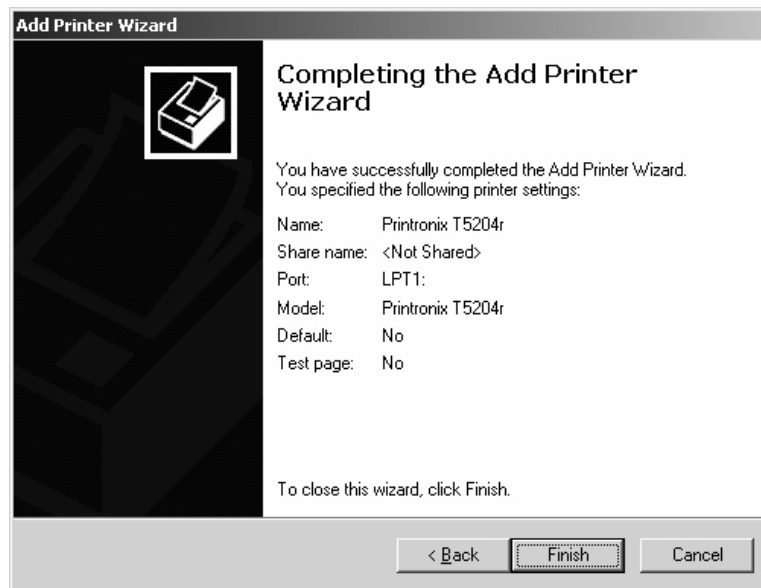 Add Printer Wizard
Completing the Add Printer
Wizard
You have successfully completed the Add Printer Wizard.
You specified the following printer settings:
Name: Printronix T5204r
Share name: <Not Shared>
Port: LPT1:
Model: Printronix T5204r
Default: No
Test page: No
To close this wizard, click Finish.
< Back Finish Cancel